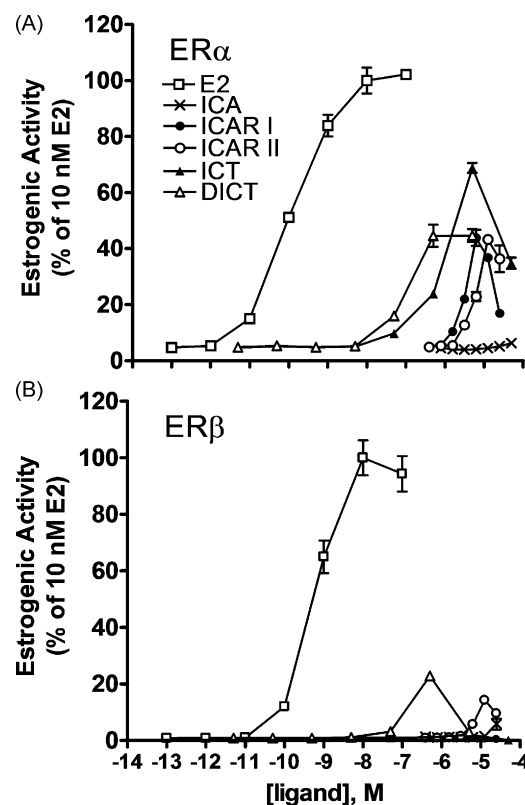 (A)
ERα
E2
ICA
ICAR I
ICAR II
ICT
DICT
Estrogenic Activity
(% of 10 nM E2)
120
100
80
60
40
20
0
(B)
ERβ
Estrogenic Activity
(% of 10 nM E2)
120
100
80
60
40
20
0
-14 -13 -12 -11 -10 -9 -8 -7 -6 -5 -4
[ligand], M